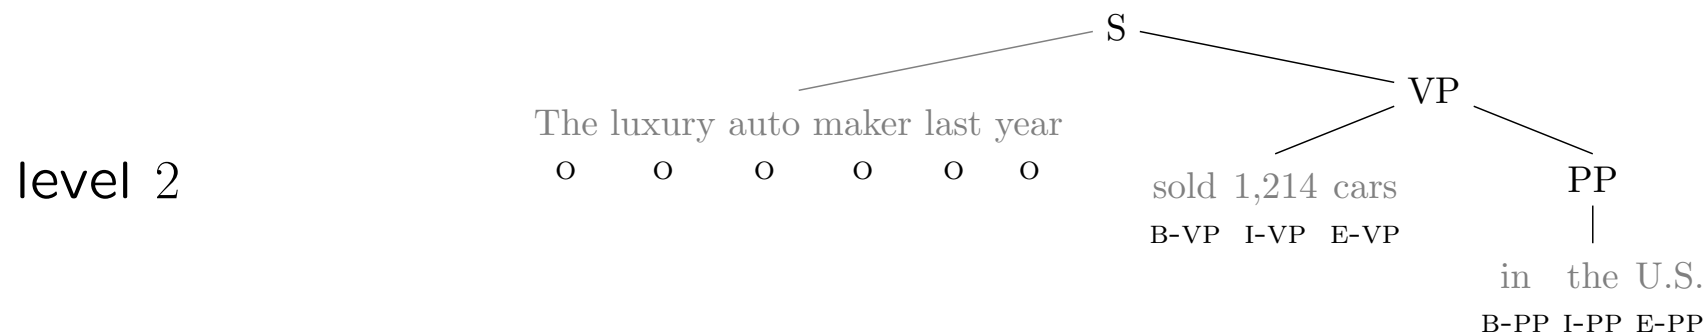 S
VP
The luxury auto maker last year
O O O O O O
level 2
sold 1,214 cars
B-VP I-VP E-VP
PP
in the U.S.
B-PP I-PP E-PP